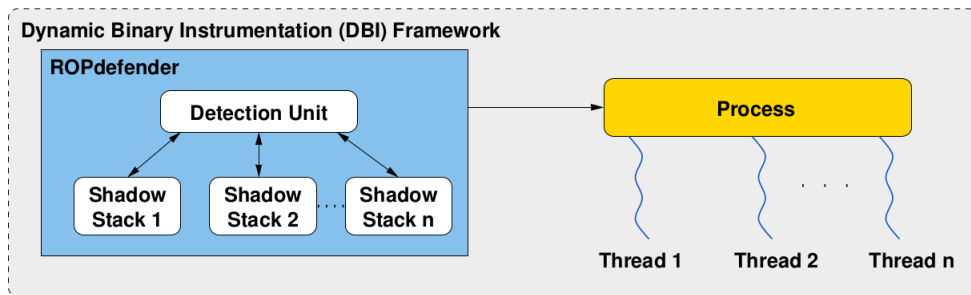 Dynamic Binary Instrumentation (DBI) Framework
ROPdefender
Detection Unit
Shadow
Stack 1
Shadow
Stack 2
....
Shadow
Stack n
Process
. . .
Thread 1
Thread 2
Thread n